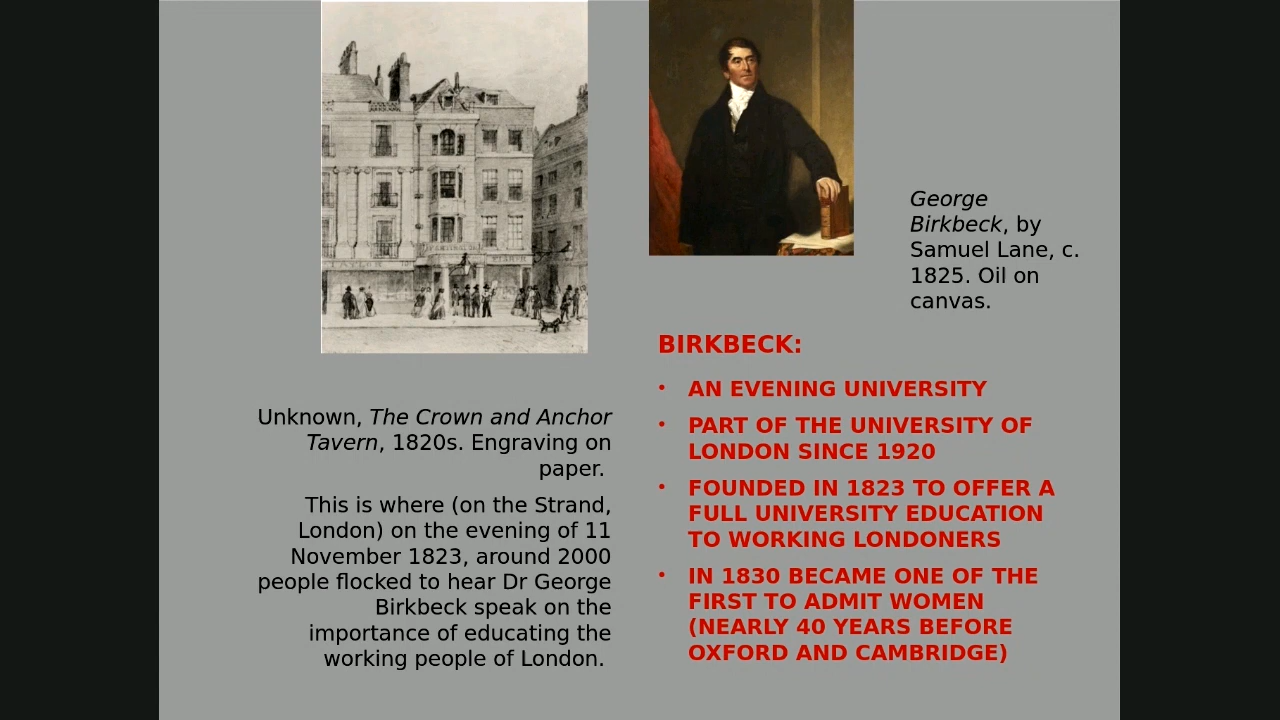 George
Birkbeck, by
Samuel Lane, c.
1825. Oil on
canvas.
Unknown, The Crown and Anchor
Tavern, 1820s. Engraving on
paper.
This is where (on the Strand,
London) on the evening of 11
November 1823, around 2000
people flocked to hear Dr George
Birkbeck speak on the
importance of educating the
working people of London.
BIRKBECK:
• AN EVENING UNIVERSITY
• PART OF THE UNIVERSITY OF
LONDON SINCE 1920
• FOUNDED IN 1823 TO OFFER A
FULL UNIVERSITY EDUCATION
TO WORKING LONDONERS
• IN 1830 BECAME ONE OF THE
FIRST TO ADMIT WOMEN
(NEARLY 40 YEARS BEFORE
OXFORD AND CAMBRIDGE)